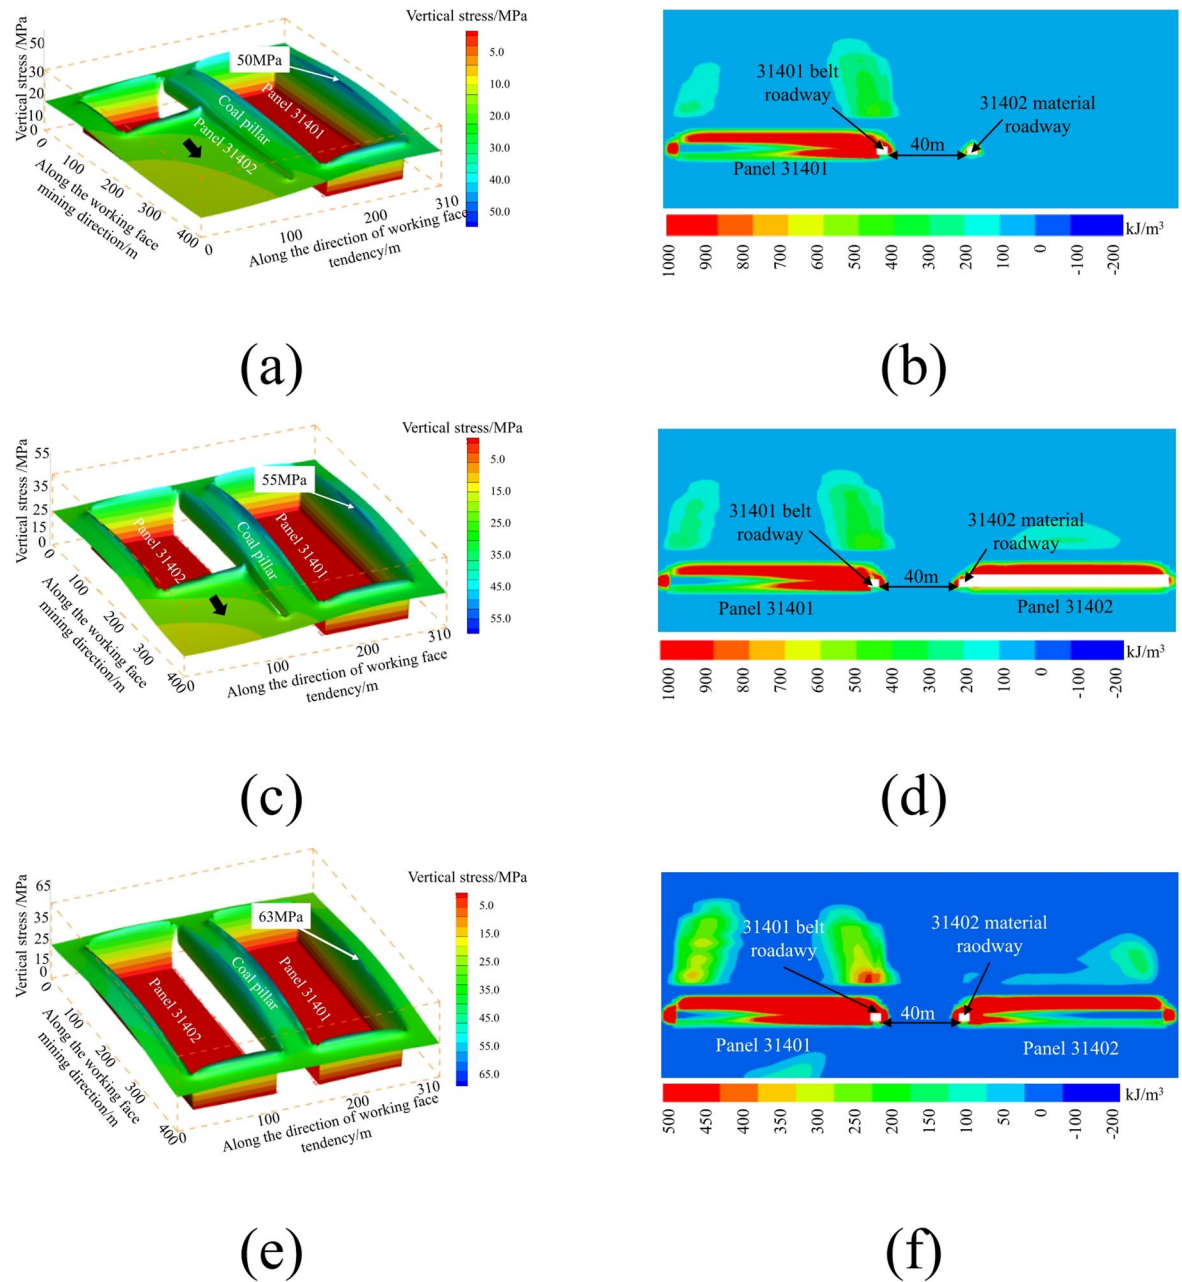 Vertical stress/MPa
50
30
20
10
0
Vertical stress /MPa
50MPa
Panel 31401
Coal pillar
Panel 31402
5.0
10.0
20.0
30.0
40.0
50.0
0
100
200
300
400
Along the working face
mining direction/m
0
100
200
310
Along the direction of working face
tendency/m
(a)
31401 belt
roadway
31402 material
roadway
40m
Panel 31401
kJ/m³
1000
900
800
700
600
500
400
300
200
100
0
-100
-200
(b)
Vertical stress/MPa
55
35
25
15
0
Vertical stress /MPa
55MPa
Panel 31402
Coal pillar
Panel 31401
5.0
15.0
25.0
35.0
45.0
55.0
0
100
200
300
400
Along the working face
mining direction/m
0
100
200
310
Along the direction of working face
tendency/m
(c)
31401 belt
roadway
31402 material
roadway
40m
Panel 31401
Panel 31402
kJ/m³
1000
900
800
700
600
500
400
300
200
100
0
-100
-200
(d)
Vertical stress/MPa
65
35
25
15
0
Vertical stress /MPa
63MPa
Panel 31402
Coal pillar
Panel 31401
5.0
15.0
25.0
35.0
45.0
55.0
65.0
0
100
200
300
400
Along the working face
mining direction/m
0
100
200
310
Along the direction of working face
tendency/m
(e)
31401 belt
roadawy
31402 material
raodway
40m
Panel 31401
Panel 31402
kJ/m³
500
450
400
350
300
250
200
150
100
50
0
-100
-200
(f)